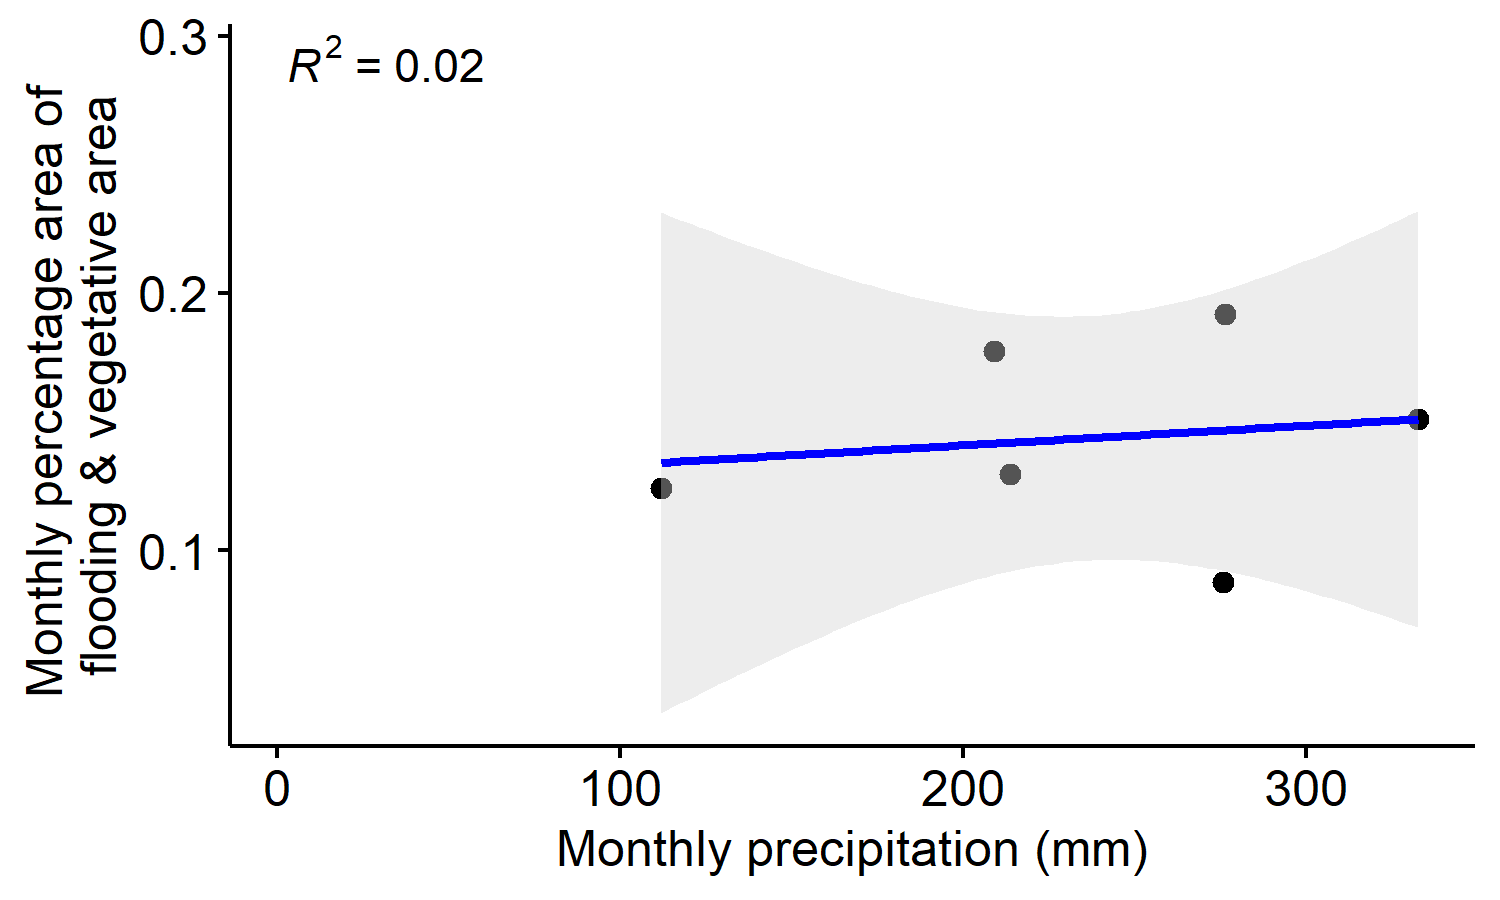 R² = 0.02
0.3
0.2
0.1
Monthly percentage area of
flooding & vegetative area
0
100
200
300
Monthly precipitation (mm)